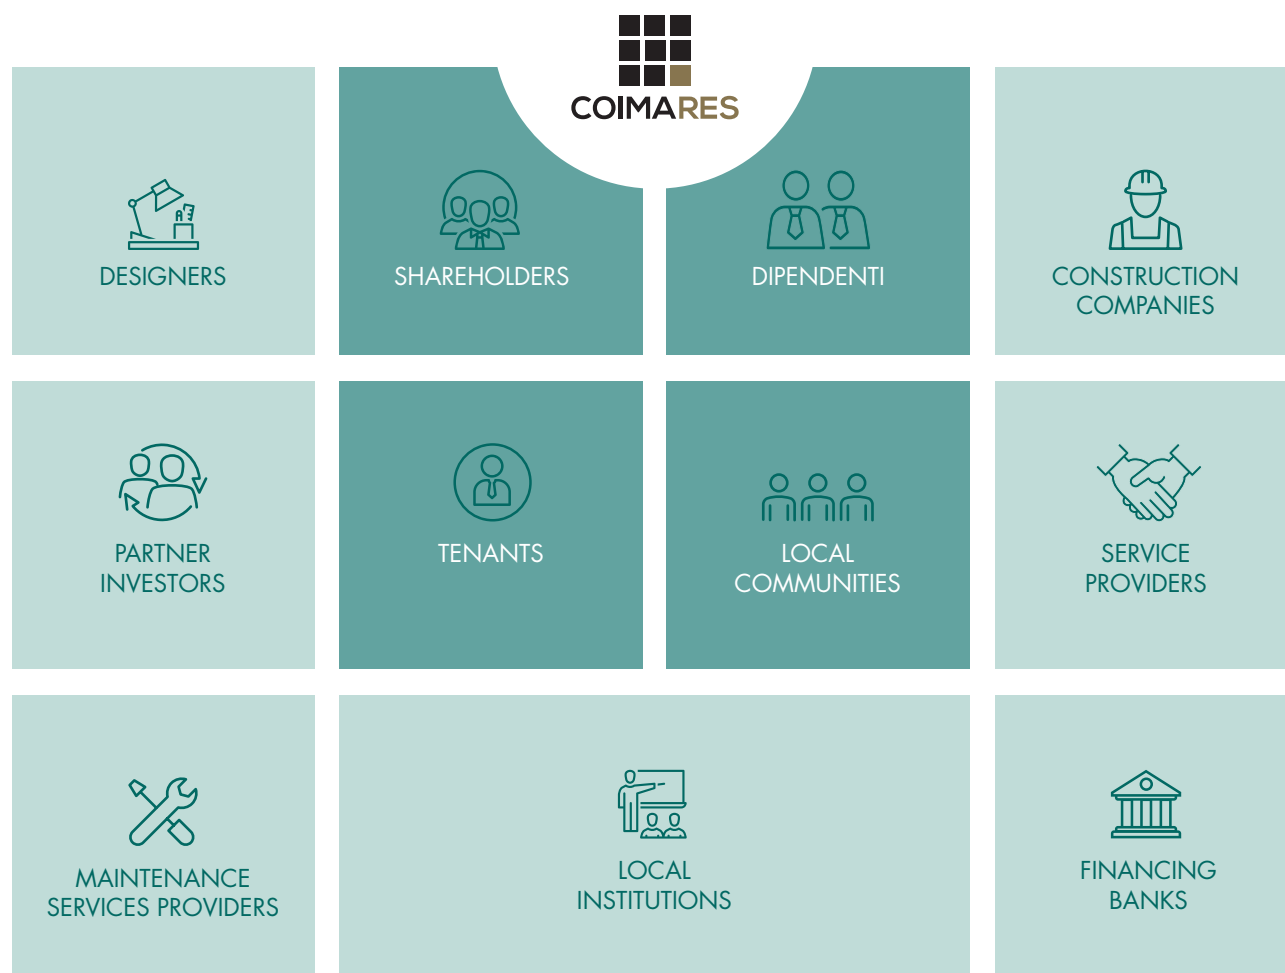 COIMARES
DESIGNERS
SHAREHOLDERS
DIPENDENTI
CONSTRUCTION
COMPANIES
PARTNER
INVESTORS
TENANTS
LOCAL
COMMUNITIES
SERVICE
PROVIDERS
MAINTENANCE
SERVICES PROVIDERS
LOCAL
INSTITUTIONS
FINANCING
BANKS